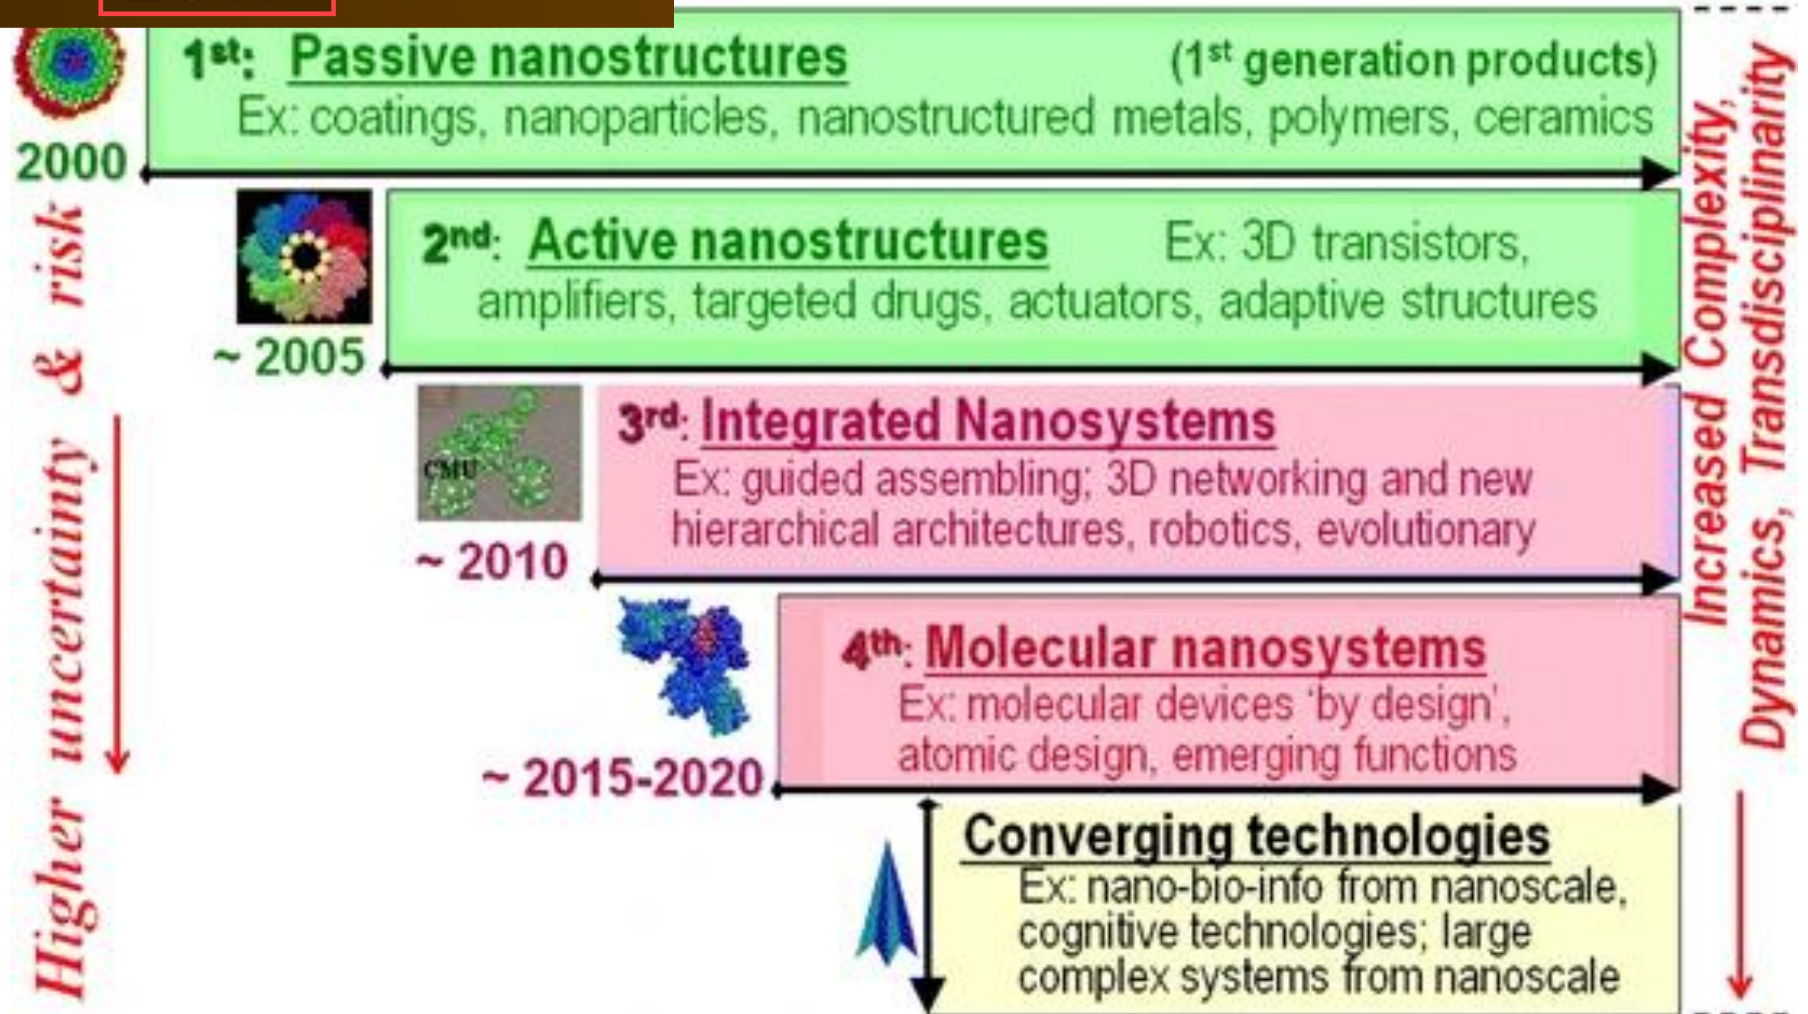 1st: Passive nanostructures (1st generation products)
Ex: coatings, nanoparticles, nanostructured metals, polymers, ceramics
2000
2nd: Active nanostructures Ex: 3D transistors,
amplifiers, targeted drugs, actuators, adaptive structures
~ 2005
CMU
3rd: Integrated Nanosystems
Ex: guided assembling; 3D networking and new
hierarchical architectures, robotics, evolutionary
~ 2010
4th: Molecular nanosystems
Ex: molecular devices ‘by design’,
atomic design, emerging functions
~ 2015-2020
Converging technologies
Ex: nano-bio-info from nanoscale,
cognitive technologies; large
complex systems from nanoscale
Higher uncertainty & risk
Increased Complexity,
Dynamics, Transdisciplinarity